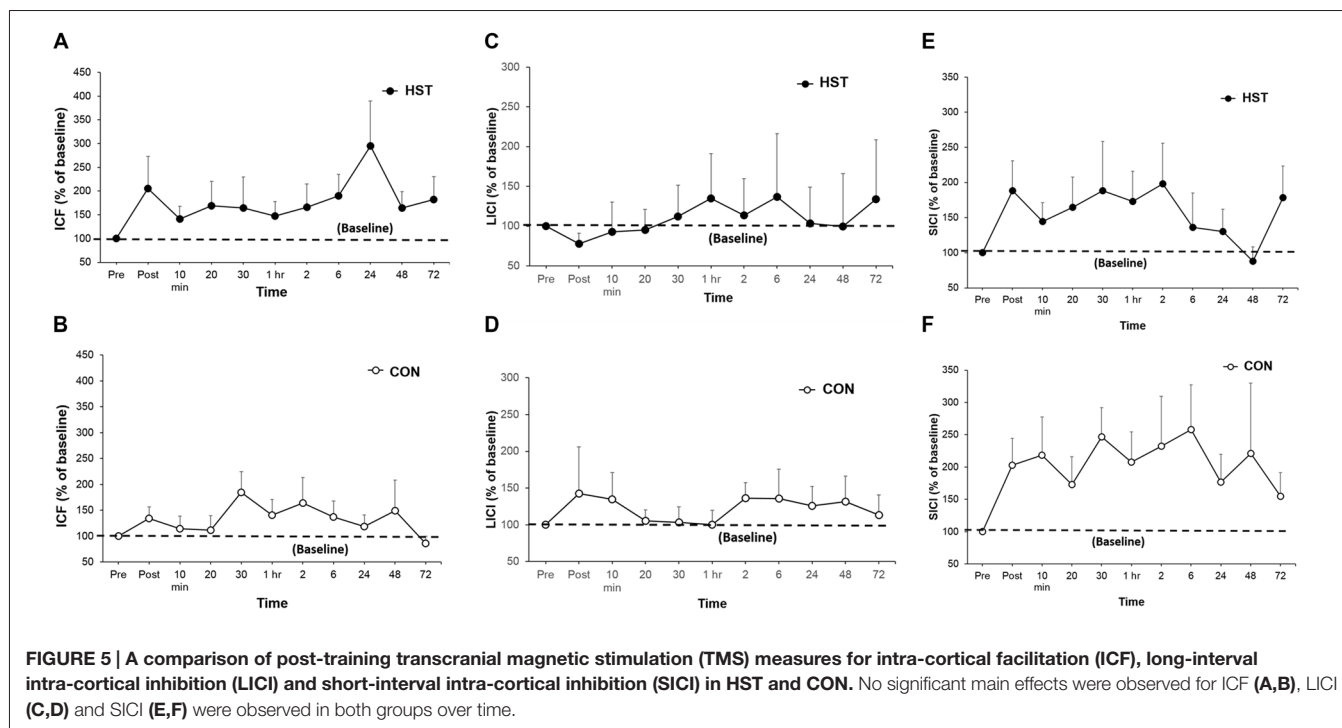 A
450
400
350
300
250
200
150
100
50
ICF (% of baseline)
HST
(Baseline)
Pre Post 10 20 30 1 hr 2 6 24 48 72
min
Time
C
300
250
200
150
100
50
LICI (% of baseline)
HST
(Baseline)
Pre Post 10 20 30 1 hr 2 6 24 48 72
min
Time
E
350
300
250
200
150
100
50
SICI (% of baseline)
HST
(Baseline)
Pre Post 10 20 30 1 hr 2 6 24 48 72
min
Time
B
450
400
350
300
250
200
150
100
50
ICF (% of baseline)
CON
(Baseline)
Pre Post 10 20 30 1 hr 2 6 24 48 72
min
Time
D
300
250
200
150
100
50
LICI (% of baseline)
CON
(Baseline)
Pre Post 10 20 30 1 hr 2 6 24 48 72
min
Time
F
350
300
250
200
150
100
50
SICI (% of baseline)
CON
(Baseline)
Pre Post 10 20 30 1 hr 2 6 24 48 72
min
Time
FIGURE 5 | A comparison of post-training transcranial magnetic stimulation (TMS) measures for intra-cortical facilitation (ICF), long-interval
intra-cortical inhibition (LICI) and short-interval intra-cortical inhibition (SICI) in HST and CON. No significant main effects were observed for ICF (A,B), LICI
(C,D) and SICI (E,F) were observed in both groups over time.